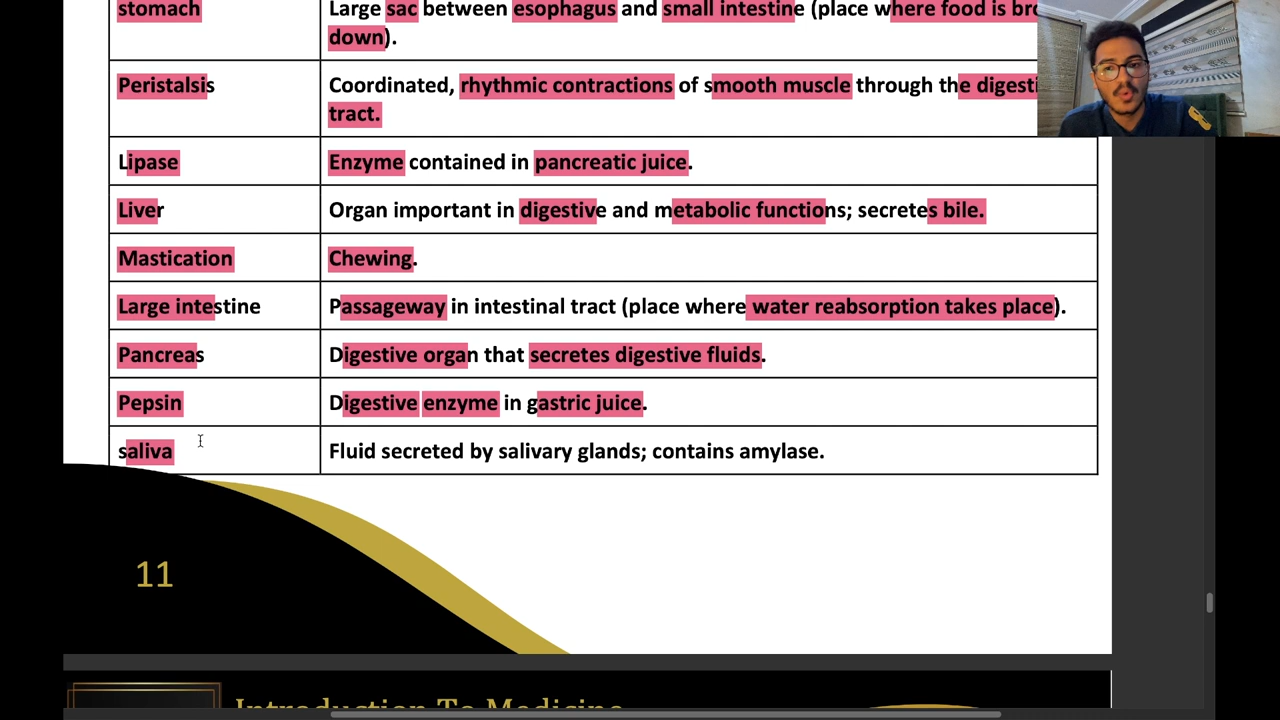 stomach
Large sac between esophagus and small intestine (place where food is bro
down).
Peristalsis
Coordinated, rhythmic contractions of smooth muscle through the digesti
tract.
Lipase
Enzyme contained in pancreatic juice.
Liver
Organ important in digestive and metabolic functions; secretes bile.
Mastication
Chewing.
Large intestine
Passageway in intestinal tract (place where water reabsorption takes place).
Pancreas
Digestive organ that secretes digestive fluids.
Pepsin
Digestive enzyme in gastric juice.
saliva
Fluid secreted by salivary glands; contains amylase.
11
Introduction To Medicine